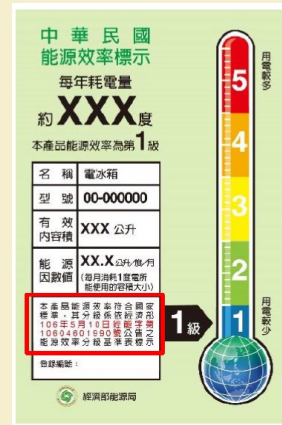 中華民國
能源效率標示
每年耗電量
約XXX度
本產品能源效率為第1級
名稱 電冰箱
型號 00-000000
有效內容積 XXX 公升
能源因數值 XX.X公升/度/月
(每月消耗1度電所
能使用的容積大小)
本產品能源效率符合國家
標準，其分級係依經濟部
106年5月10日經能字第
10604601990號公告之
能源效率分級基準表標示
登錄編號：
經濟部能源局
用電較多
5
4
3
2
1
用電較少
1級